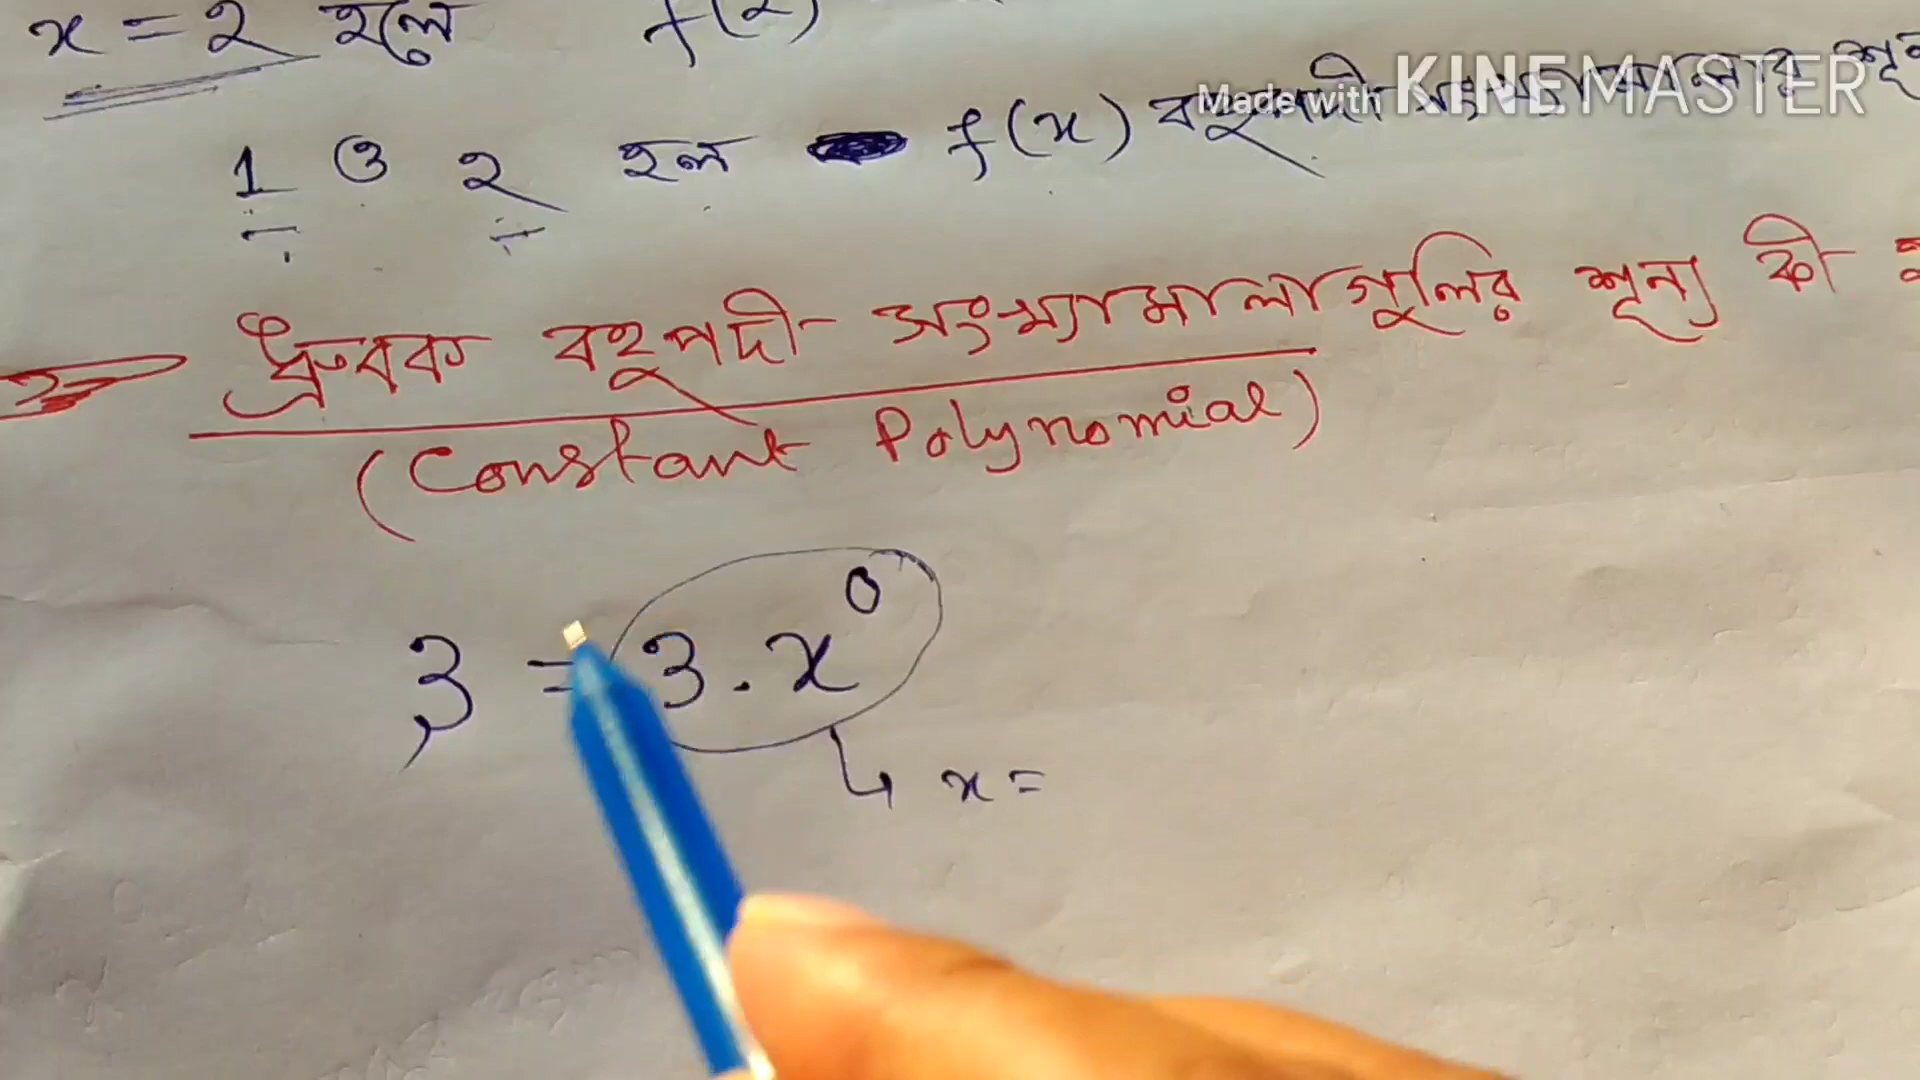 x = 2 হলে f(2)
Made with KINEMASTER
1 ও 2 হল f(x) বহুপদী সংখ্যামালার
ধ্রুবক বহুপদী সংখ্যামালাগুলির শূন্য কী
(Constant Polynomial)
3 = 3 . x⁰
x =